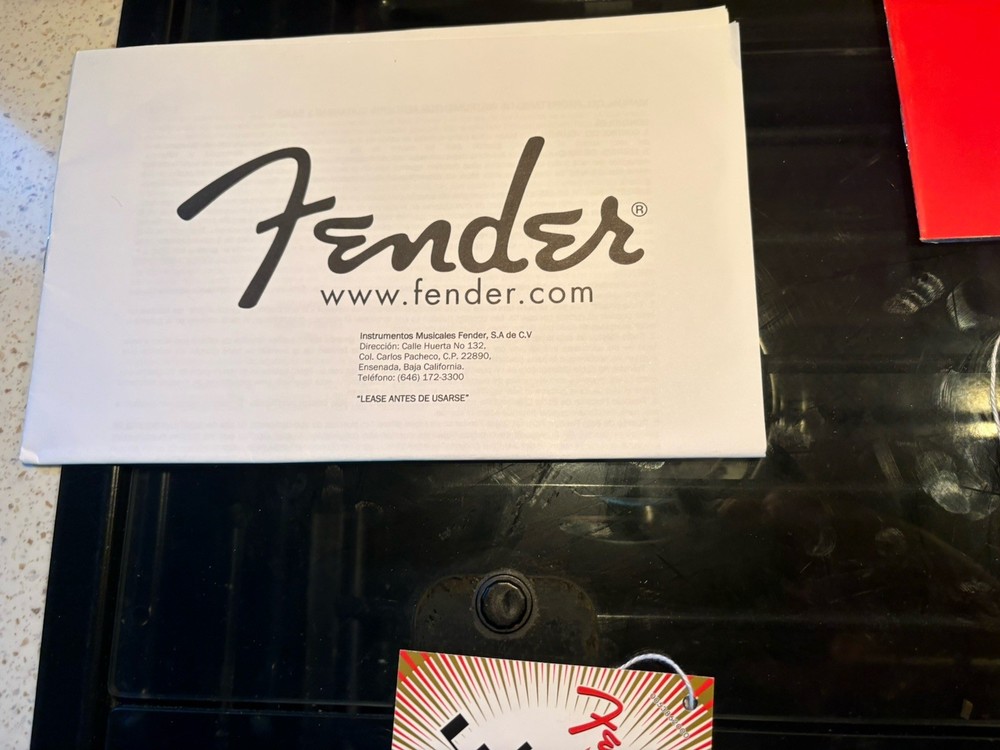 Fender®
www.fender.com
Instrumentos Musicales Fender, S.A de C.V
Dirección: Calle Huerta No 132,
Col. Carlos Pacheco, C.P. 22890,
Ensenada, Baja California.
Teléfono: (646) 172-3300
"LEASE ANTES DE USARSE"